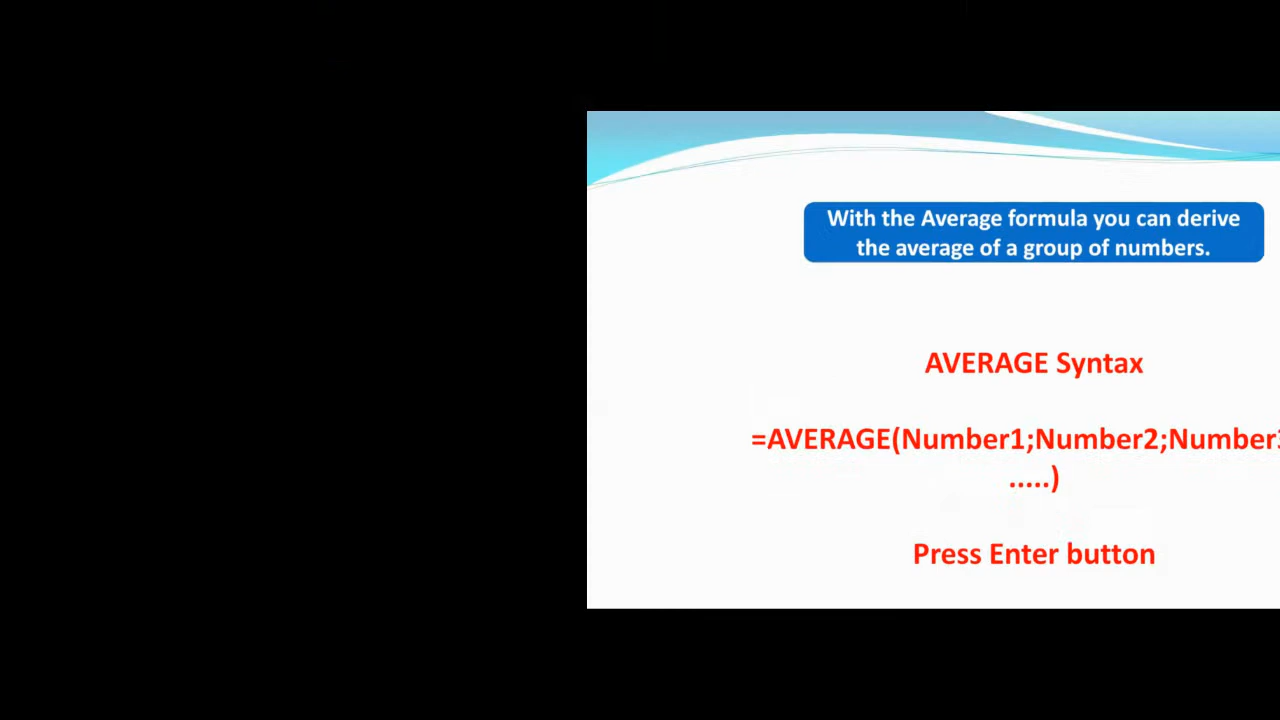 With the Average formula you can derive
the average of a group of numbers.
AVERAGE Syntax
=AVERAGE(Number1;Number2;Number3
.....)
Press Enter button